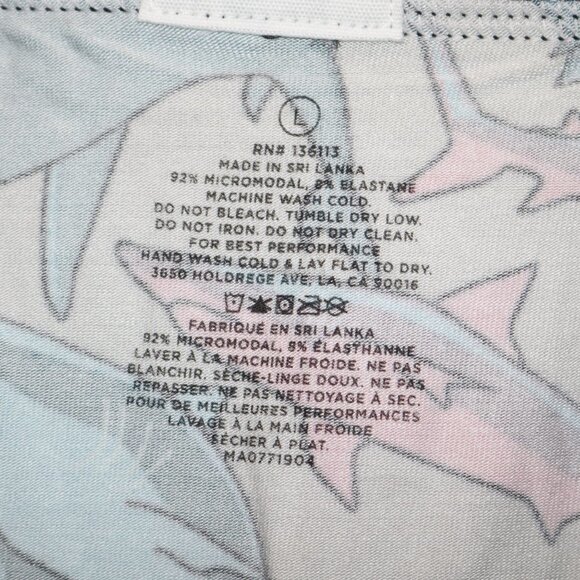 L
RN# 136113
MADE IN SRI LANKA
92% MICROMODAL, 8% ELASTANE
MACHINE WASH COLD.
DO NOT BLEACH. TUMBLE DRY LOW.
DO NOT IRON. DO NOT DRY CLEAN.
FOR BEST PERFORMANCE
HAND WASH COLD & LAY FLAT TO DRY.
3650 HOLDREGE AVE, LA, CA 90016
FABRIQUÉ EN SRI LANKA
92% MICROMODAL, 8% ÉLASTHANNE
LAVER À LA MACHINE FROIDE. NE PAS
BLANCHIR. SÈCHE-LINGE DOUX. NE PAS
REPASSER. NE PAS NETTOYAGE À SEC.
POUR DE MEILLEURES PERFORMANCES
LAVAGE À LA MAIN FROIDE
SÉCHER À PLAT.
MA0771904